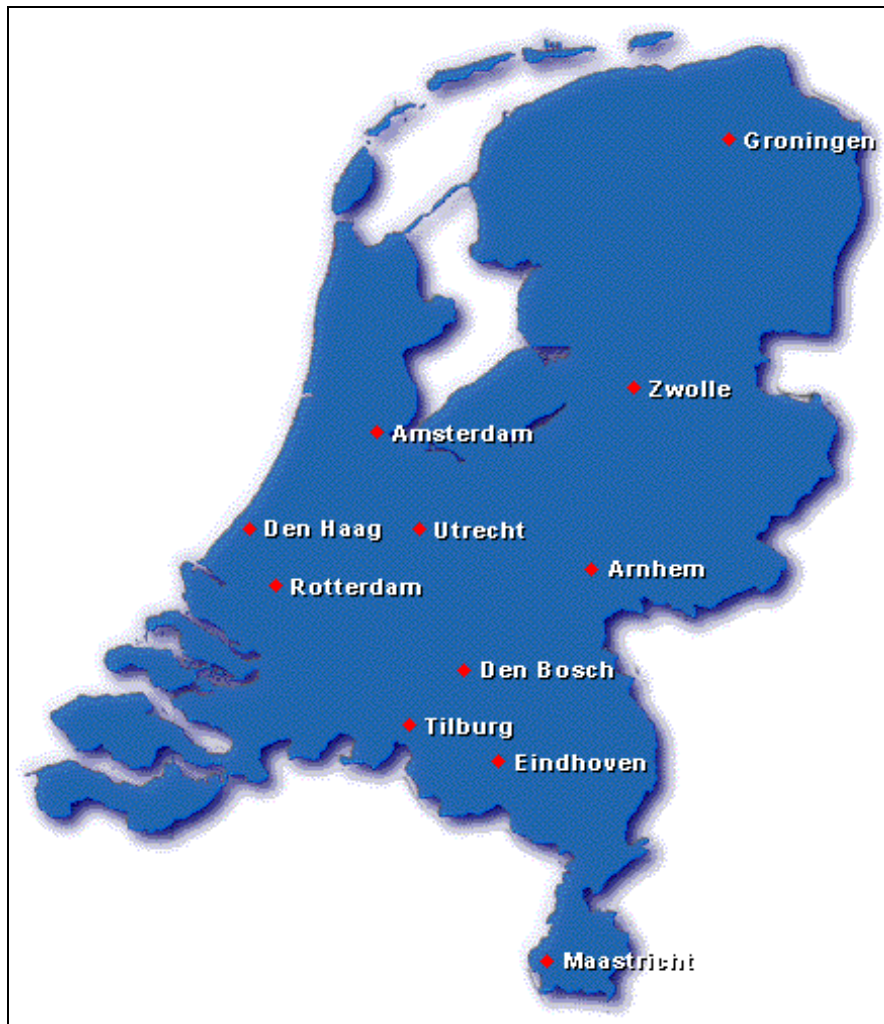 Groningen
Zwolle
Amsterdam
Den Haag
Utrecht
Arnhem
Rotterdam
Den Bosch
Tilburg
Eindhoven
Maastricht